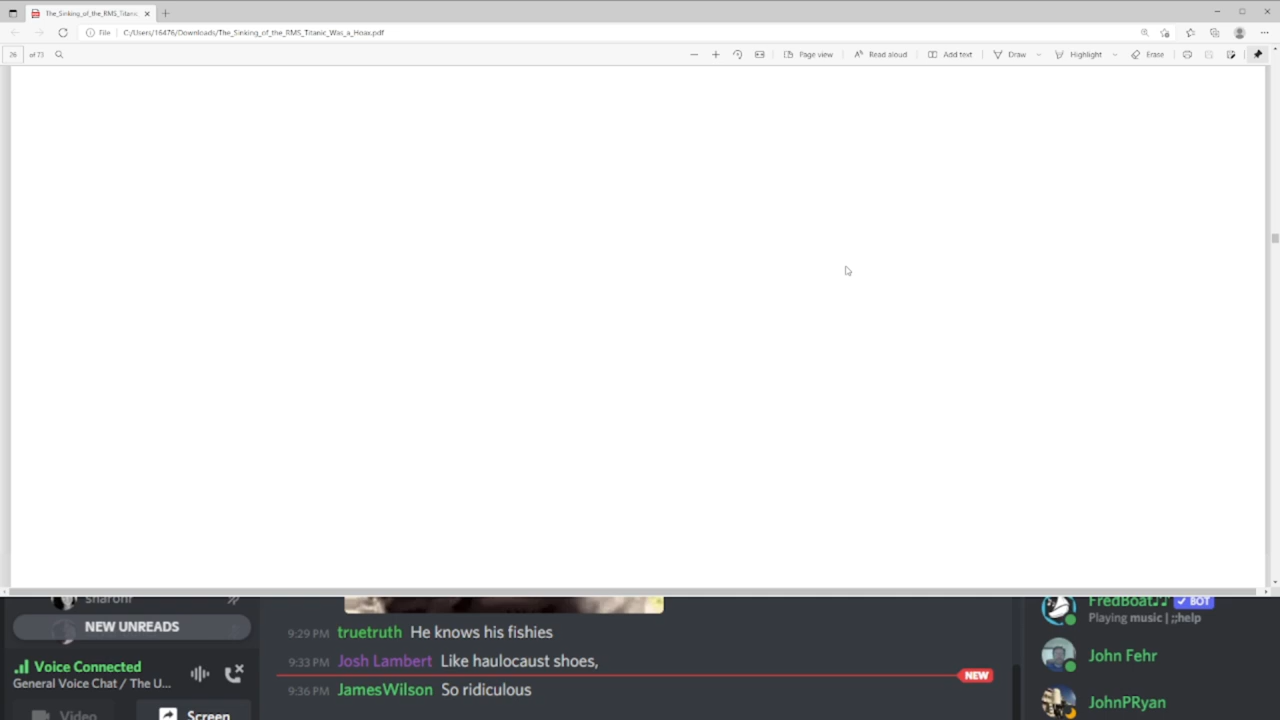 The_Sinking_of_the_RMS_Titanic
File C:/Users/16476/Downloads/The_Sinking_of_the_RMS_Titanic_Was_a_Hoax.pdf
26 of 73 Page view Read aloud Add text Draw Highlight Erase
sharonr
NEW UNREADS
Voice Connected
General Voice Chat / The U...
Video Screen
9:29 PM truetruth He knows his fishies
9:33 PM Josh Lambert Like haulocaust shoes,
NEW
9:36 PM JamesWilson So ridiculous
FredBoat♪♪ BOT
Playing music | ;;help
John Fehr
JohnPRyan